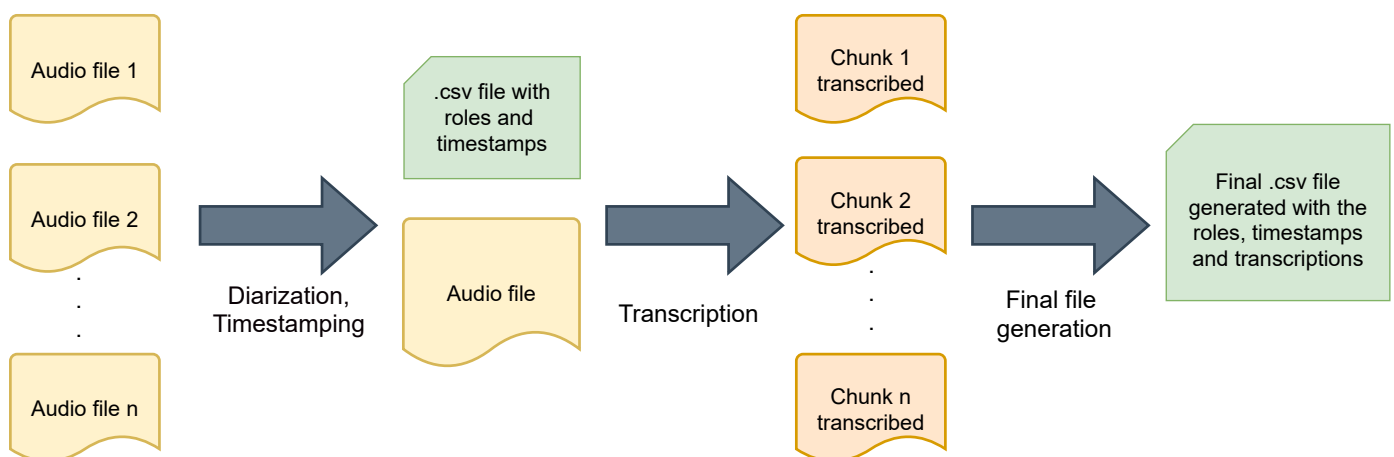 Audio file 1
Audio file 2
.
.
.
Audio file n
Diarization,
Timestamping
.csv file with
roles and
timestamps
Audio file
Transcription
Chunk 1
transcribed
Chunk 2
transcribed
.
.
.
Chunk n
transcribed
Final file
generation
Final .csv file
generated with the
roles, timestamps
and transcriptions